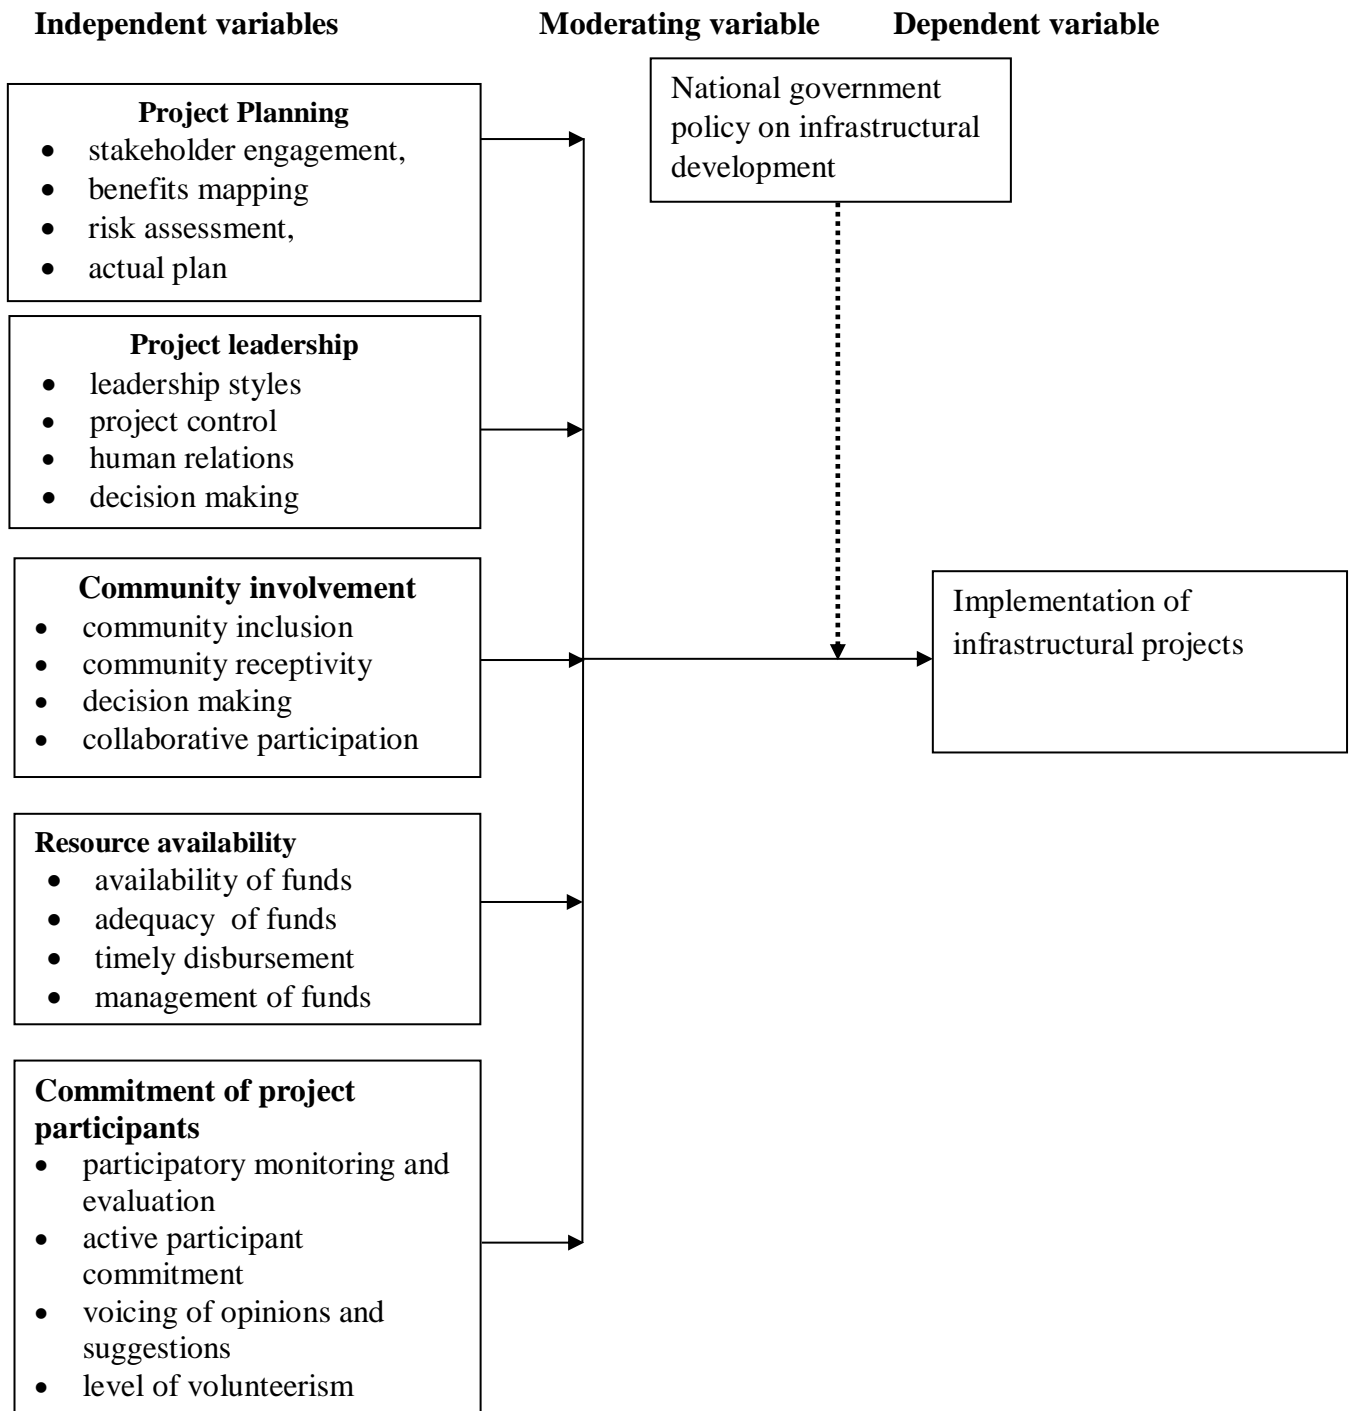 Independent variables
Moderating variable
Dependent variable
Project Planning
• stakeholder engagement,
• benefits mapping
• risk assessment,
• actual plan
National government
policy on infrastructural
development
Project leadership
• leadership styles
• project control
• human relations
• decision making
Community involvement
• community inclusion
• community receptivity
• decision making
• collaborative participation
Implementation of
infrastructural projects
Resource availability
• availability of funds
• adequacy of funds
• timely disbursement
• management of funds
Commitment of project
participants
• participatory monitoring and
evaluation
• active participant
commitment
• voicing of opinions and
suggestions
• level of volunteerism